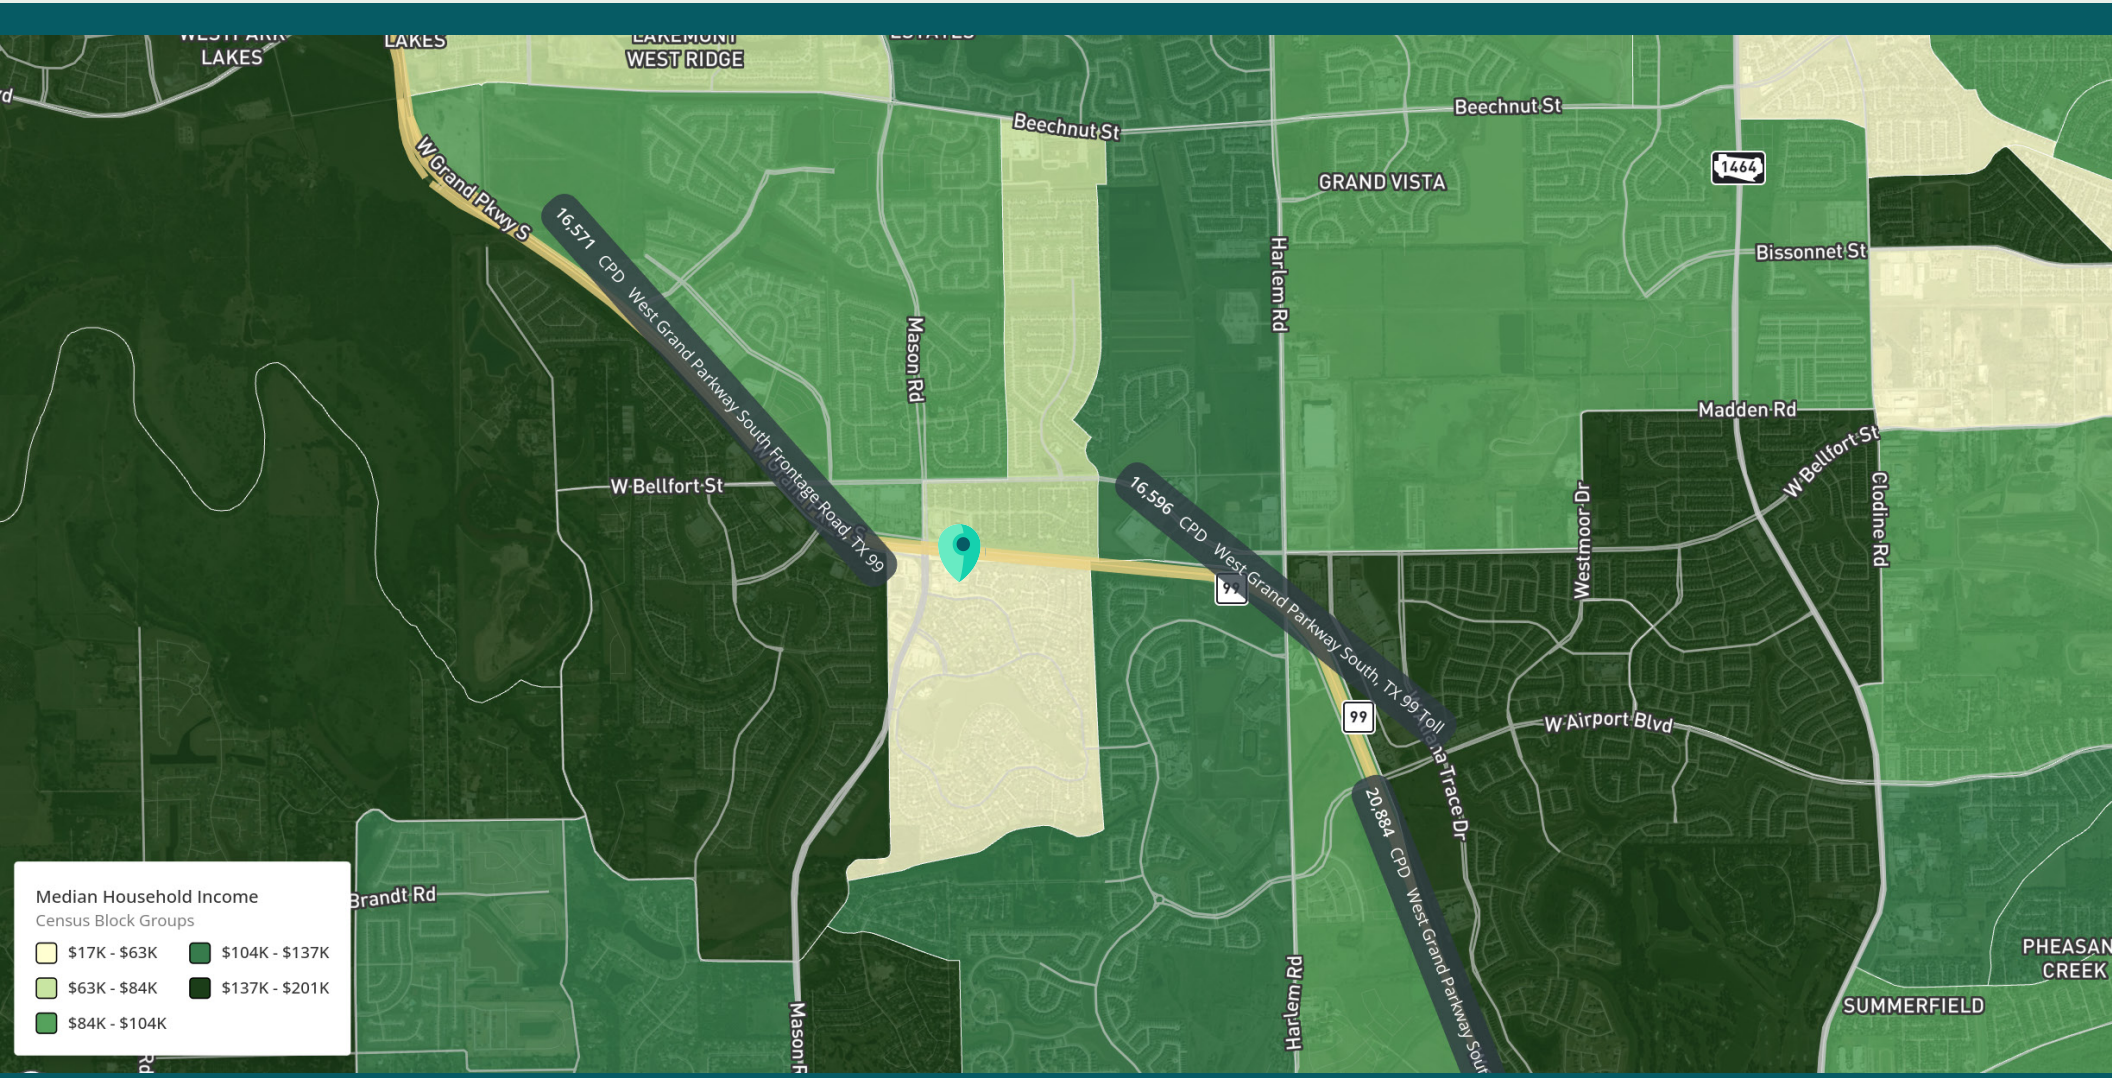 LAKES
LAKES
WEST RIDGE
Beechnut St
Beechnut St
W Grand Pkwy S
GRAND VISTA
1464
16,571 CPD West Grand Parkway South Frontage Road, TX 99
Harlem Rd
Bissonnet St
Mason Rd
Madden Rd
W Bellfort St
W Bellfort St
Clodine Rd
Westmoor Dr
16,596 CPD West Grand Parkway South, TX 99 Toll
99
99
W Airport Blvd
Trace Dr
20,884 CPD West Grand Parkway
Median Household Income
Census Block Groups
$17K - $63K
$104K - $137K
$63K - $84K
$137K - $201K
$84K - $104K
Brandt Rd
Harlem Rd
CREEK
SUMMERFIELD
Mason